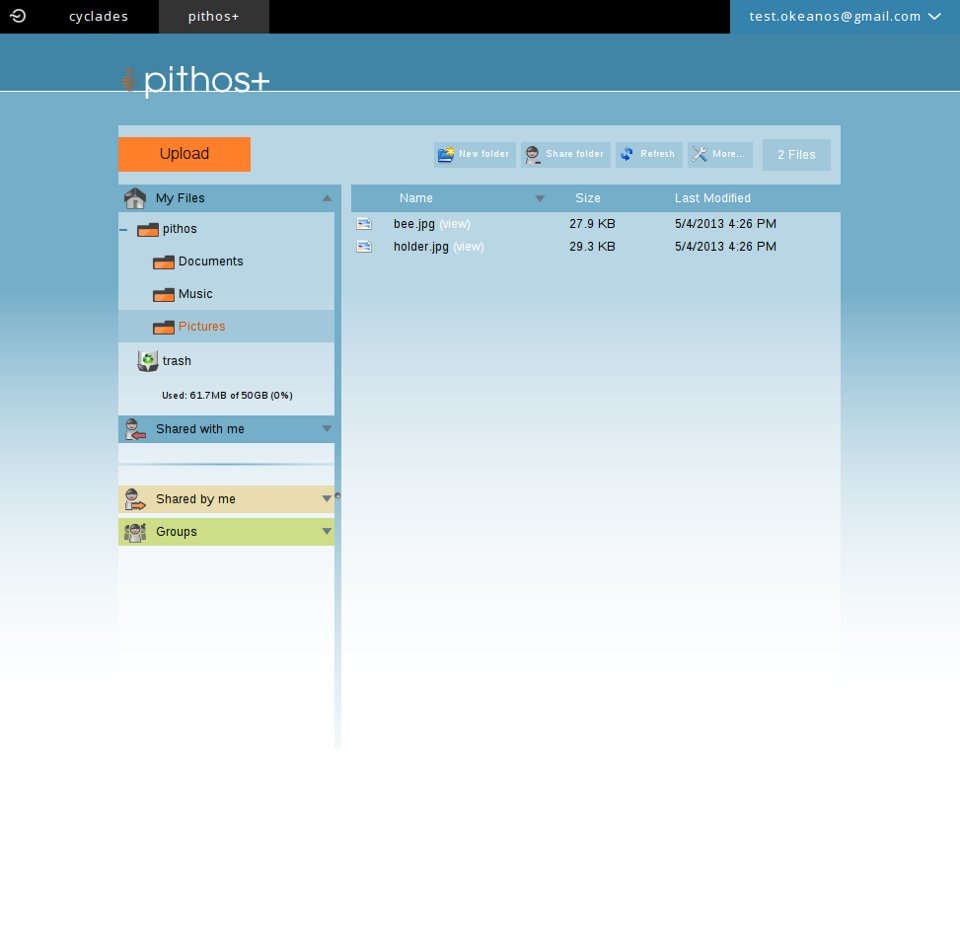 cyclades pithos+ test.okeanos@gmail.com
pithos+
Upload New folder Share folder Refresh More... 2 Files
My Files
Name Size Last Modified
pithos
bee.jpg (view) 27.9 KB 5/4/2013 4:26 PM
holder.jpg (view) 29.3 KB 5/4/2013 4:26 PM
Documents
Music
Pictures
trash
Used: 61.7MB of 50GB (0%)
Shared with me
Shared by me
Groups